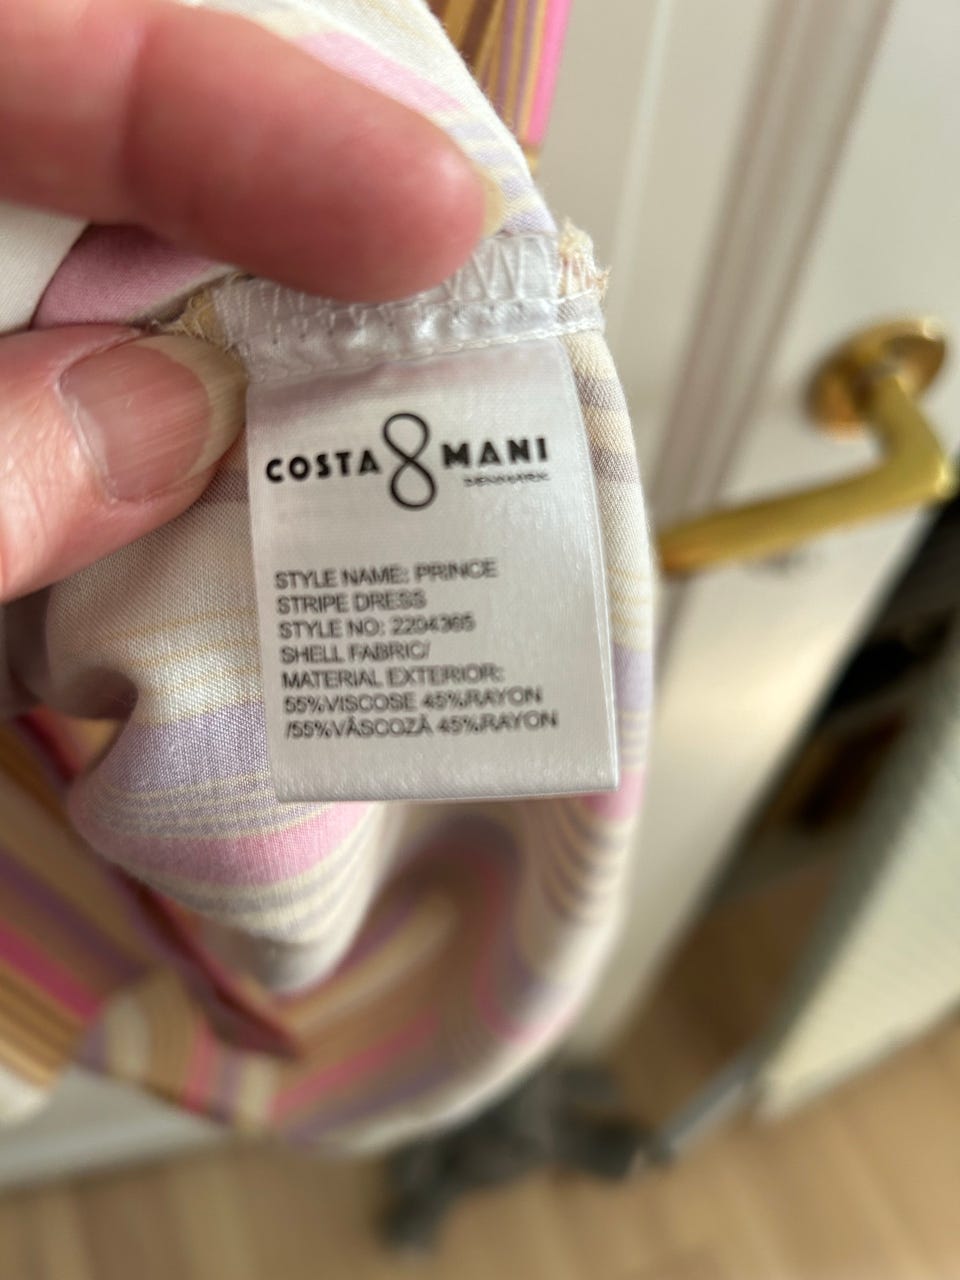 COSTA MANI
DENMARK
STYLE NAME: PRINCE
STRIPE DRESS
STYLE NO: 2204365
SHELL FABRIC/
MATERIAL EXTERIOR:
55%VISCOSE 45%RAYON
/55%VÂSCOZĂ 45%RAYON